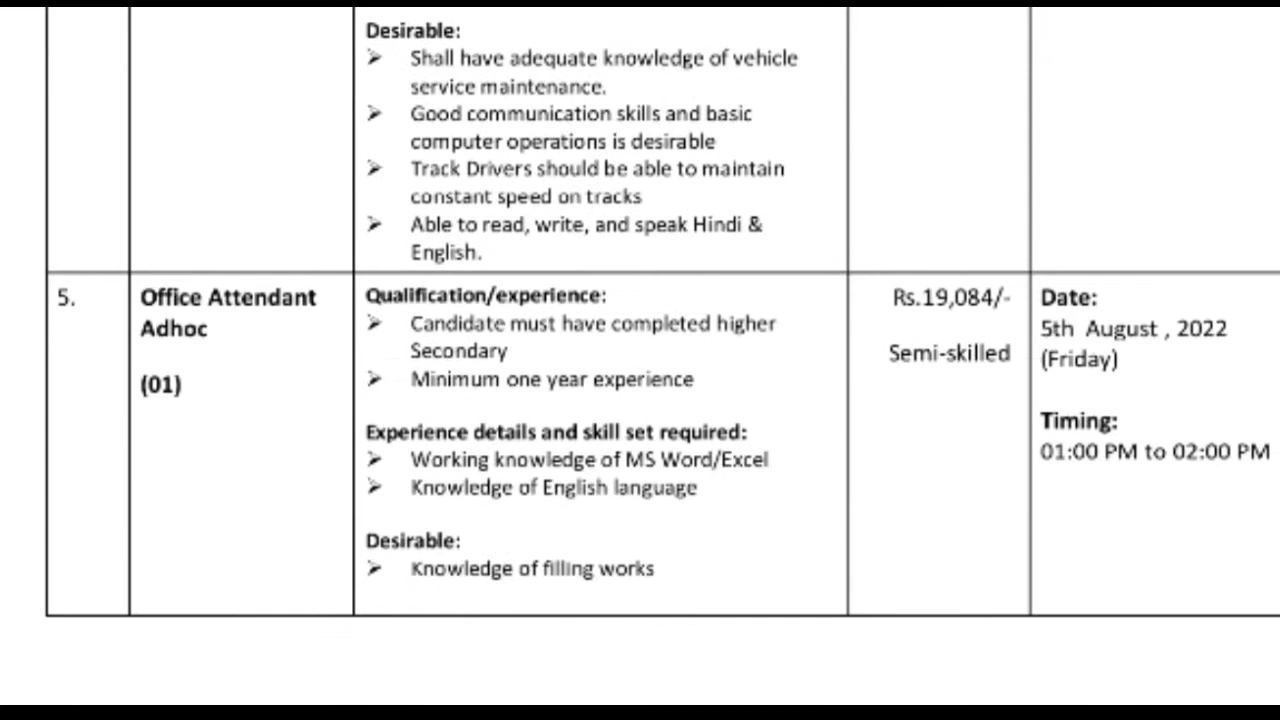 Desirable:
➢ Shall have adequate knowledge of vehicle
service maintenance.
➢ Good communication skills and basic
computer operations is desirable
➢ Track Drivers should be able to maintain
constant speed on tracks
➢ Able to read, write, and speak Hindi &
English.
5.
Office Attendant
Adhoc
(01)
Qualification/experience:
➢ Candidate must have completed higher
Secondary
➢ Minimum one year experience
Experience details and skill set required:
➢ Working knowledge of MS Word/Excel
➢ Knowledge of English language
Desirable:
➢ Knowledge of filling works
Rs.19,084/-
Semi-skilled
Date:
5th August , 2022
(Friday)
Timing:
01:00 PM to 02:00 PM